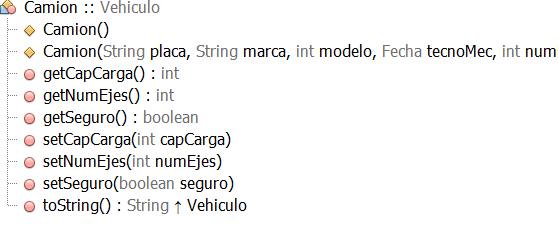 Camion :: Vehiculo
Camion()
Camion(String placa, String marca, int modelo, Fecha tecnoMec, int num
getCapCarga() : int
getNumEjes() : int
getSeguro() : boolean
setCapCarga(int capCarga)
setNumEjes(int numEjes)
setSeguro(boolean seguro)
toString() : String ↑ Vehiculo